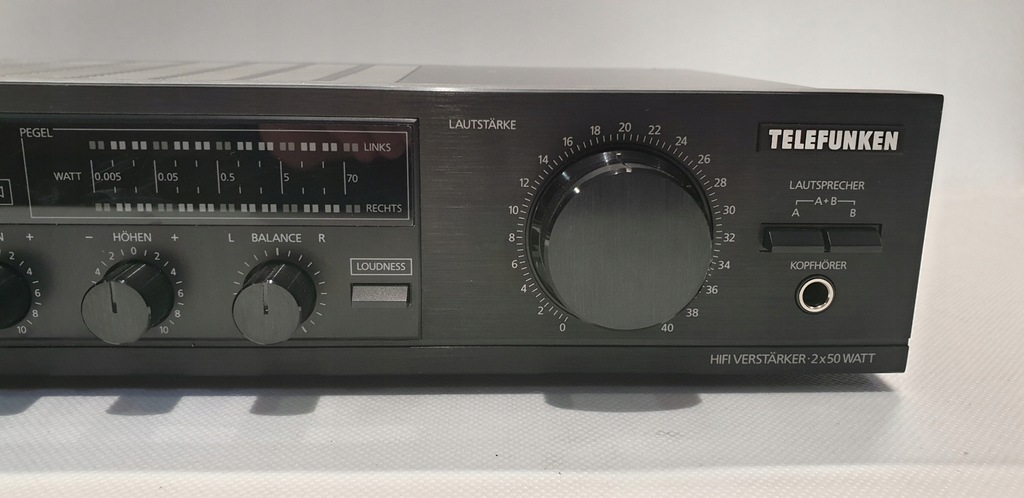 PEGEL
LINKS
WATT 0.005 0.05 0.5 5 70
RECHTS
+
2 4 6 8 10
− HÖHEN +
4 2 0 2 4 6 8 10
L BALANCE R
LOUDNESS
LAUTSTÄRKE
0 2 4 6 8 10 12 14 16 18 20 22 24 26 28 30 32 34 36 38 40
TELEFUNKEN
LAUTSPRECHER
A+B
A B
KOPFHÖRER
HIFI VERSTÄRKER · 2x50 WATT